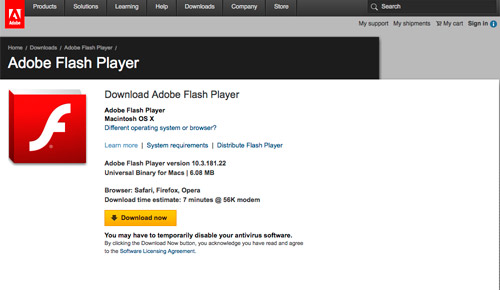 Adobe
Products Solutions Learning Help Downloads Company Store Search
My support My shipments My cart Sign in
Home / Downloads / Adobe Flash Player /
Adobe Flash Player
Download Adobe Flash Player
Adobe Flash Player
Macintosh OS X
Different operating system or browser?
Learn more | System requirements | Distribute Flash Player
Adobe Flash Player version 10.3.181.22
Universal Binary for Macs | 6.08 MB
Browser: Safari, Firefox, Opera
Download time estimate: 7 minutes @ 56K modem
Download now
You may have to temporarily disable your antivirus software.
By clicking the Download Now button, you acknowledge you have read and agree
to the Software Licensing Agreement.